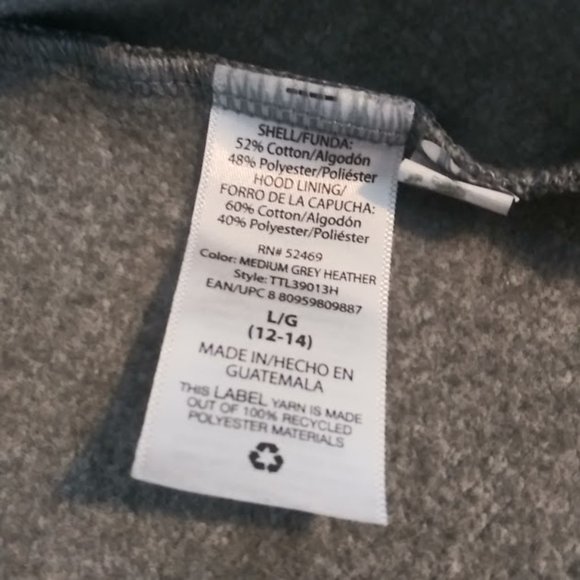 SHELL/FUNDA:
52% Cotton/Algodón
48% Polyester/Poliéster
HOOD LINING/
FORRO DE LA CAPUCHA:
60% Cotton/Algodón
40% Polyester/Poliéster
RN# 52469
Color: MEDIUM GREY HEATHER
Style: TTL39013H
EAN/UPC 8 80959809887
L/G
(12-14)
MADE IN/HECHO EN
GUATEMALA
THIS LABEL YARN IS MADE
OUT OF 100% RECYCLED
POLYESTER MATERIALS